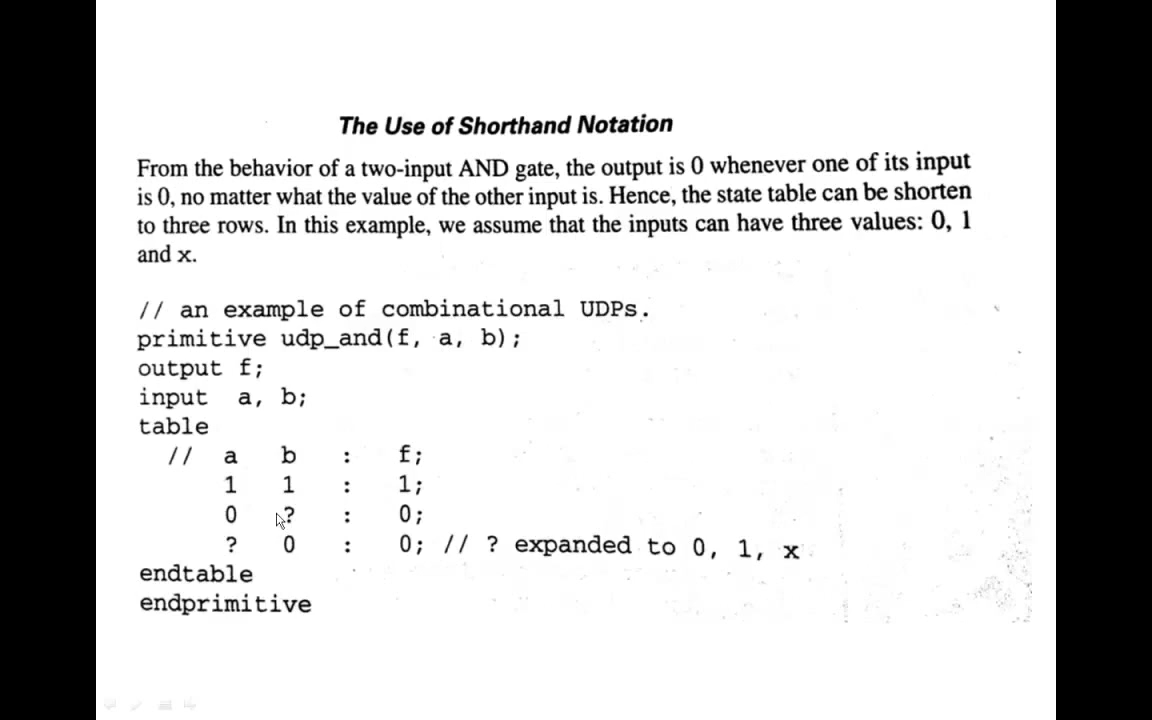 The Use of Shorthand Notation
From the behavior of a two-input AND gate, the output is 0 whenever one of its input
is 0, no matter what the value of the other input is. Hence, the state table can be shorten
to three rows. In this example, we assume that the inputs can have three values: 0, 1
and x.
// an example of combinational UDPs.
primitive udp_and(f, a, b);
output f;
input  a, b;
table
// a b : f;
1 1 : 1;
0 ? : 0;
? 0 : 0; // ? expanded to 0, 1, x
endtable
endprimitive